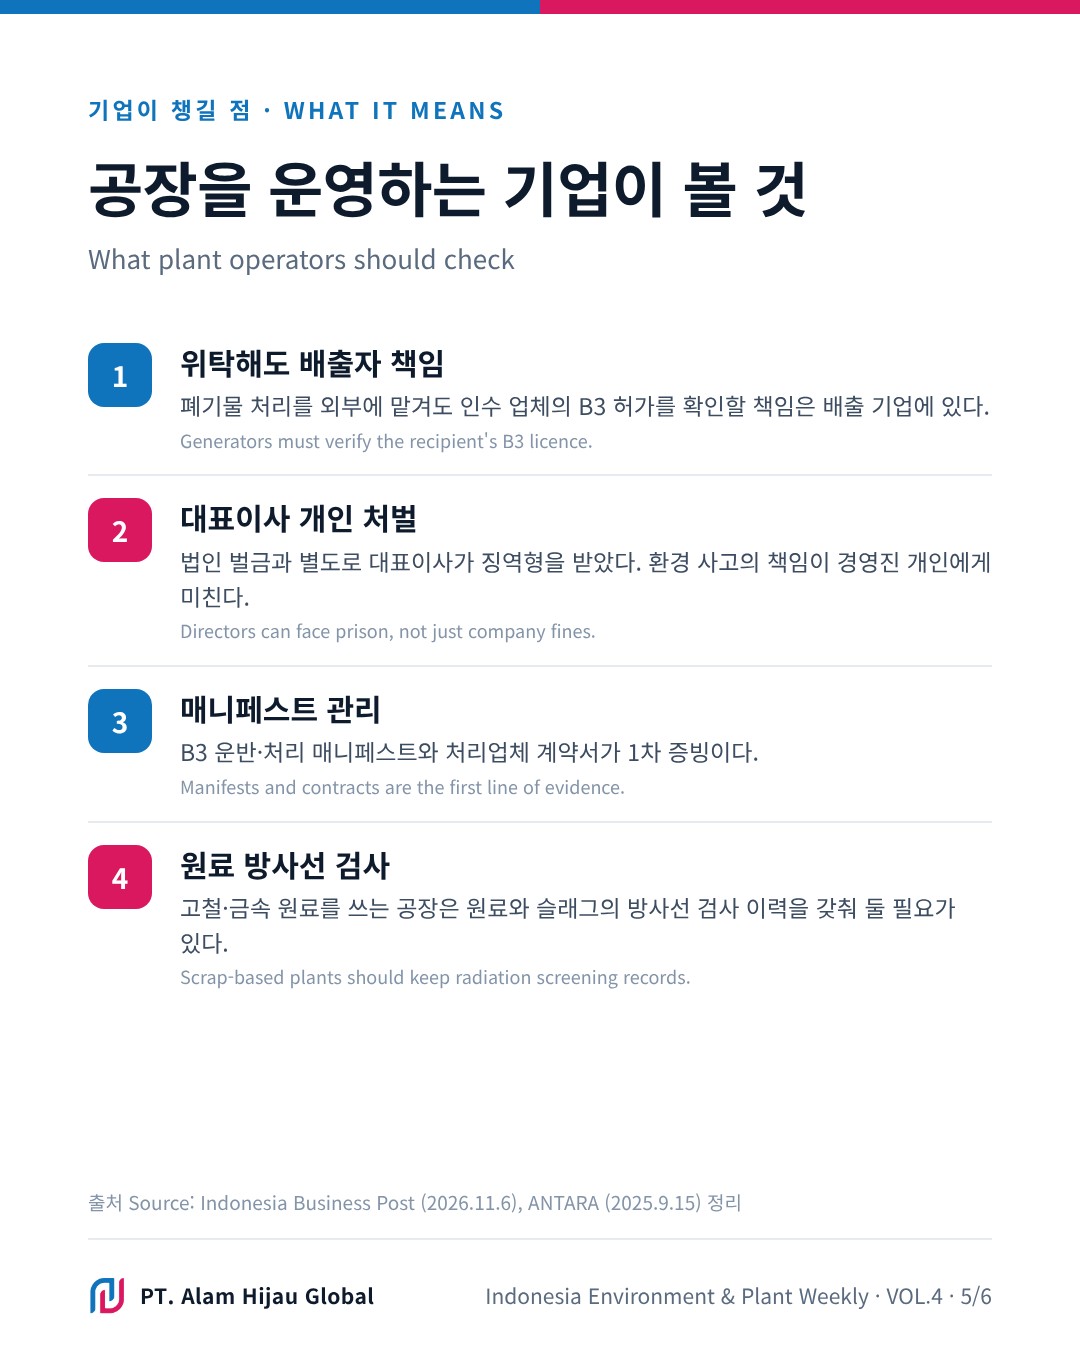 기업이 챙길 점 · WHAT IT MEANS
공장을 운영하는 기업이 볼 것
What plant operators should check
1
위탁해도 배출자 책임
폐기물 처리를 외부에 맡겨도 인수 업체의 B3 허가를 확인할 책임은 배출 기업에 있다.
Generators must verify the recipient's B3 licence.
2
대표이사 개인 처벌
법인 벌금과 별도로 대표이사가 징역형을 받았다. 환경 사고의 책임이 경영진 개인에게
미친다.
Directors can face prison, not just company fines.
3
매니페스트 관리
B3 운반·처리 매니페스트와 처리업체 계약서가 1차 증빙이다.
Manifests and contracts are the first line of evidence.
4
원료 방사선 검사
고철·금속 원료를 쓰는 공장은 원료와 슬래그의 방사선 검사 이력을 갖춰 둘 필요가
있다.
Scrap-based plants should keep radiation screening records.
출처 Source: Indonesia Business Post (2026.11.6), ANTARA (2025.9.15) 정리
PT. Alam Hijau Global
Indonesia Environment & Plant Weekly · VOL.4 · 5/6